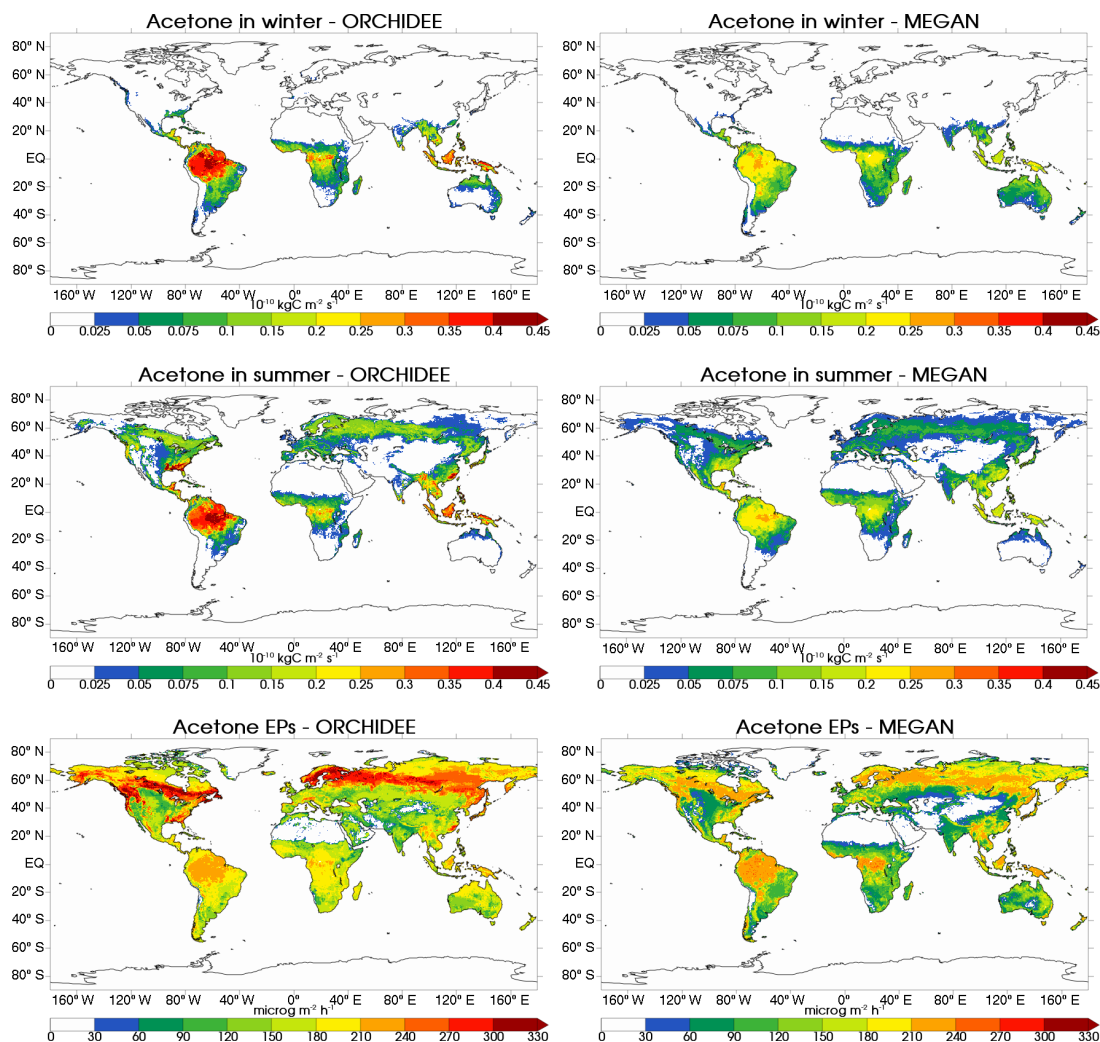 Acetone in winter - ORCHIDEE
80° N
60° N
40° N
20° N
EQ
20° S
40° S
60° S
80° S
160° W 120° W 80° W 40° W 0° 40° E 80° E 120° E 160° E
10⁻¹⁰ kgC m⁻² s⁻¹
0 0.025 0.05 0.075 0.1 0.15 0.2 0.25 0.3 0.35 0.4 0.45
Acetone in winter - MEGAN
80° N
60° N
40° N
20° N
EQ
20° S
40° S
60° S
80° S
160° W 120° W 80° W 40° W 0° 40° E 80° E 120° E 160° E
10⁻¹⁰ kgC m⁻² s⁻¹
0 0.025 0.05 0.075 0.1 0.15 0.2 0.25 0.3 0.35 0.4 0.45
Acetone in summer - ORCHIDEE
80° N
60° N
40° N
20° N
EQ
20° S
40° S
60° S
80° S
160° W 120° W 80° W 40° W 0° 40° E 80° E 120° E 160° E
10⁻¹⁰ kgC m⁻² s⁻¹
0 0.025 0.05 0.075 0.1 0.15 0.2 0.25 0.3 0.35 0.4 0.45
Acetone in summer - MEGAN
80° N
60° N
40° N
20° N
EQ
20° S
40° S
60° S
80° S
160° W 120° W 80° W 40° W 0° 40° E 80° E 120° E 160° E
10⁻¹⁰ kgC m⁻² s⁻¹
0 0.025 0.05 0.075 0.1 0.15 0.2 0.25 0.3 0.35 0.4 0.45
Acetone EPs - ORCHIDEE
80° N
60° N
40° N
20° N
EQ
20° S
40° S
60° S
80° S
160° W 120° W 80° W 40° W 0° 40° E 80° E 120° E 160° E
microg m⁻² h⁻¹
0 30 60 90 120 150 180 210 240 270 300 330
Acetone EPs - MEGAN
80° N
60° N
40° N
20° N
EQ
20° S
40° S
60° S
80° S
160° W 120° W 80° W 40° W 0° 40° E 80° E 120° E 160° E
microg m⁻² h⁻¹
0 30 60 90 120 150 180 210 240 270 300 330